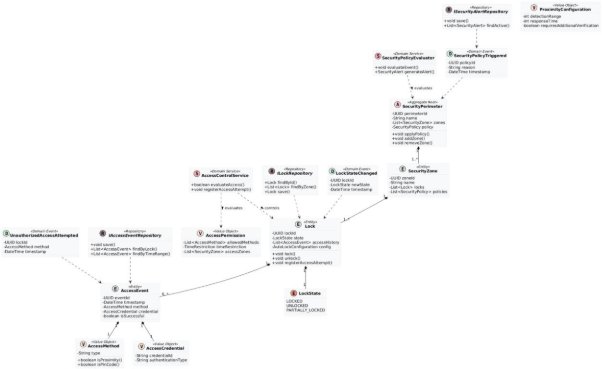 «Repository»
ISecurityAlertRepository
void save()
List<SecurityAlert> findActive()
«Value Object»
ProximityConfiguration
int detectionRange
int responseTime
boolean requiresAdditionalVerification
«Domain Service»
SecurityPolicyEvaluator
void evaluateEvent()
SecurityAlert generateAlert()
«Domain Event»
SecurityPolicyTriggered
UUID policyId
String reason
DateTime timestamp
evaluates
«Aggregate Root»
SecurityPerimeter
UUID perimeterId
String name
List<SecurityZone> zones
SecurityPolicy policy
void applyPolicy()
void addZone()
void removeZone()
«Entity»
SecurityZone
UUID zoneId
String name
List<Lock> locks
List<SecurityPolicy> policies
«Domain Service»
AccessControlService
boolean evaluateAccess()
void registerAccessAttempt()
«Repository»
ILockRepository
Lock findById()
List<Lock> findByZone()
Lock save()
«Domain Event»
LockStateChanged
UUID lockId
LockState newState
DateTime timestamp
evaluates
controls
«Domain Event»
UnauthorizedAccessAttempted
UUID lockId
AccessMethod method
DateTime timestamp
«Repository»
IAccessEventRepository
void save()
List<AccessEvent> findByLock()
List<AccessEvent> findByTimeRange()
«Value Object»
AccessPermission
List<AccessMethod> allowedMethods
TimeRestriction timeRestriction
List<SecurityZone> accessZones
«Entity»
Lock
UUID lockId
LockState state
List<AccessEvent> accessHistory
AutoLockConfiguration config
void lock()
void unlock()
void registerAccessAttempt()
«Entity»
AccessEvent
UUID eventId
DateTime timestamp
AccessMethod method
AccessCredential credential
boolean isSuccessful
LockState
LOCKED
UNLOCKED
PARTIALLY_LOCKED
«Value Object»
AccessMethod
String type
boolean isProximity()
boolean isPinCode()
«Value Object»
AccessCredential
String credentialId
String authenticationType